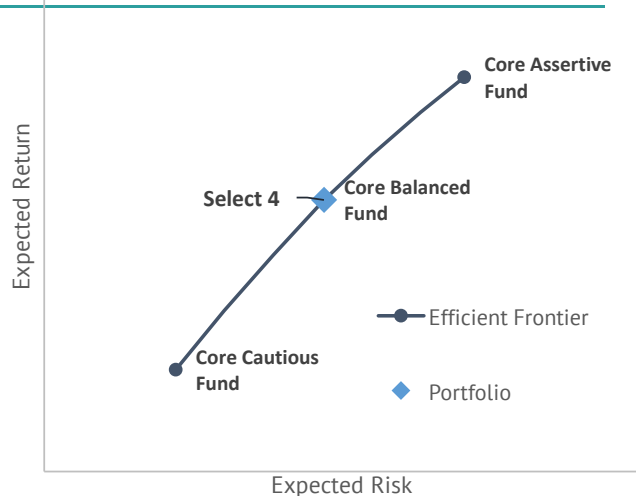 Core Assertive
Fund
Expected Return
Select 4
Core Balanced
Fund
Efficient Frontier
Core Cautious
Fund
Portfolio
Expected Risk